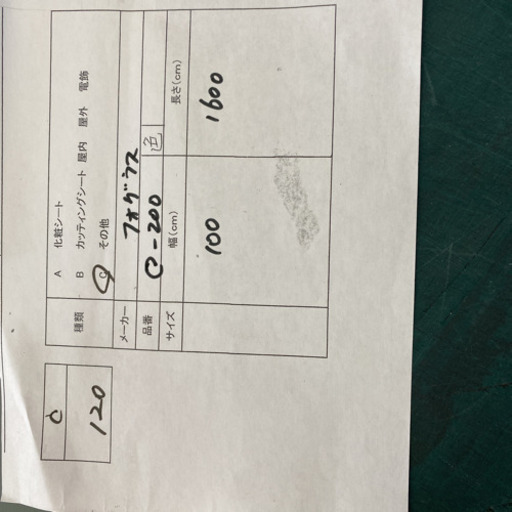 C
120
種類
A 化粧シート
B カッティングシート 屋内 屋外 電飾
C その他
メーカー フォグラス
品番 C-200 色
サイズ 幅(cm) 長さ(cm)
100 1600